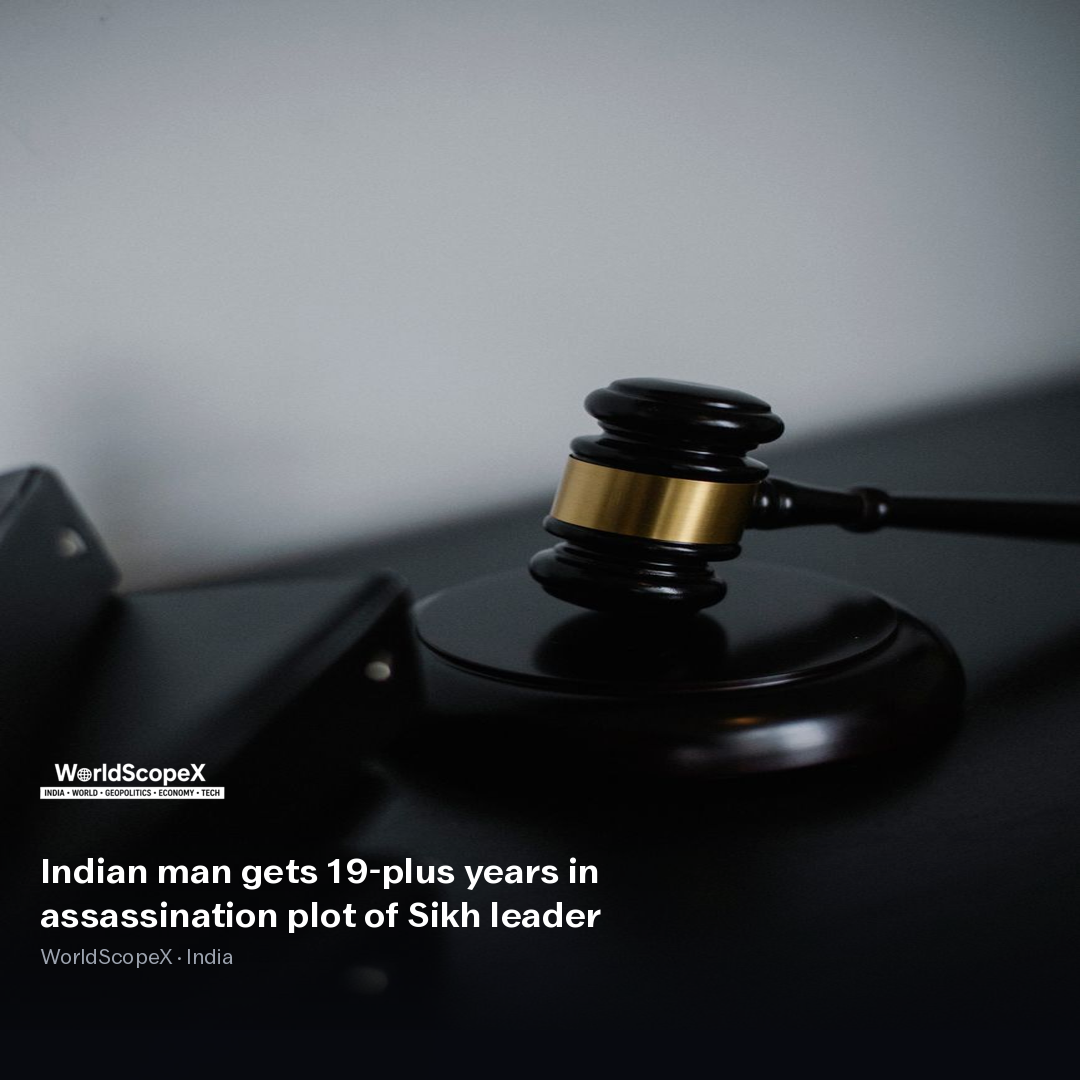 WorldScopeX
INDIA • WORLD • GEOPOLITICS • ECONOMY • TECH
Indian man gets 19-plus years in
assassination plot of Sikh leader
WorldScopeX · India